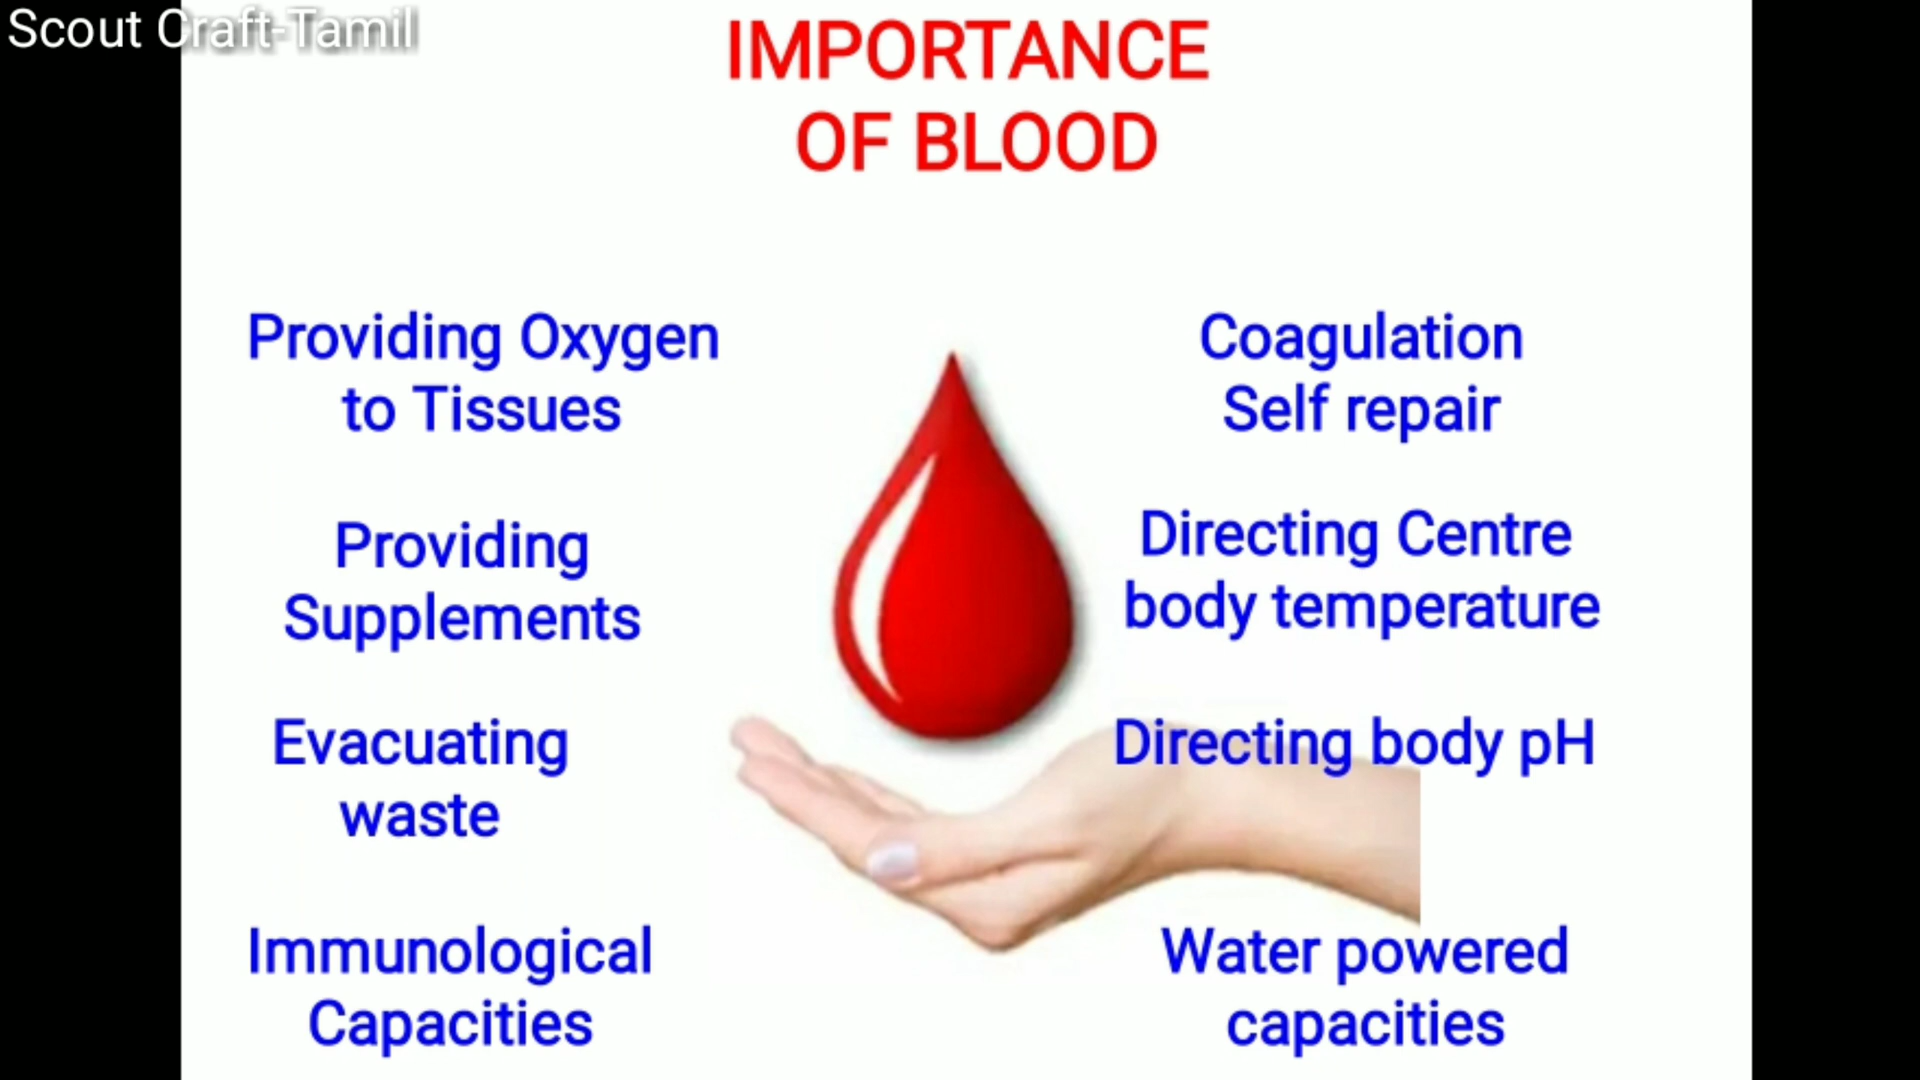 Scout Craft-Tamil
IMPORTANCE
OF BLOOD
Providing Oxygen
to Tissues
Providing
Supplements
Evacuating
waste
Immunological
Capacities
Coagulation
Self repair
Directing Centre
body temperature
Directing body pH
Water powered
capacities